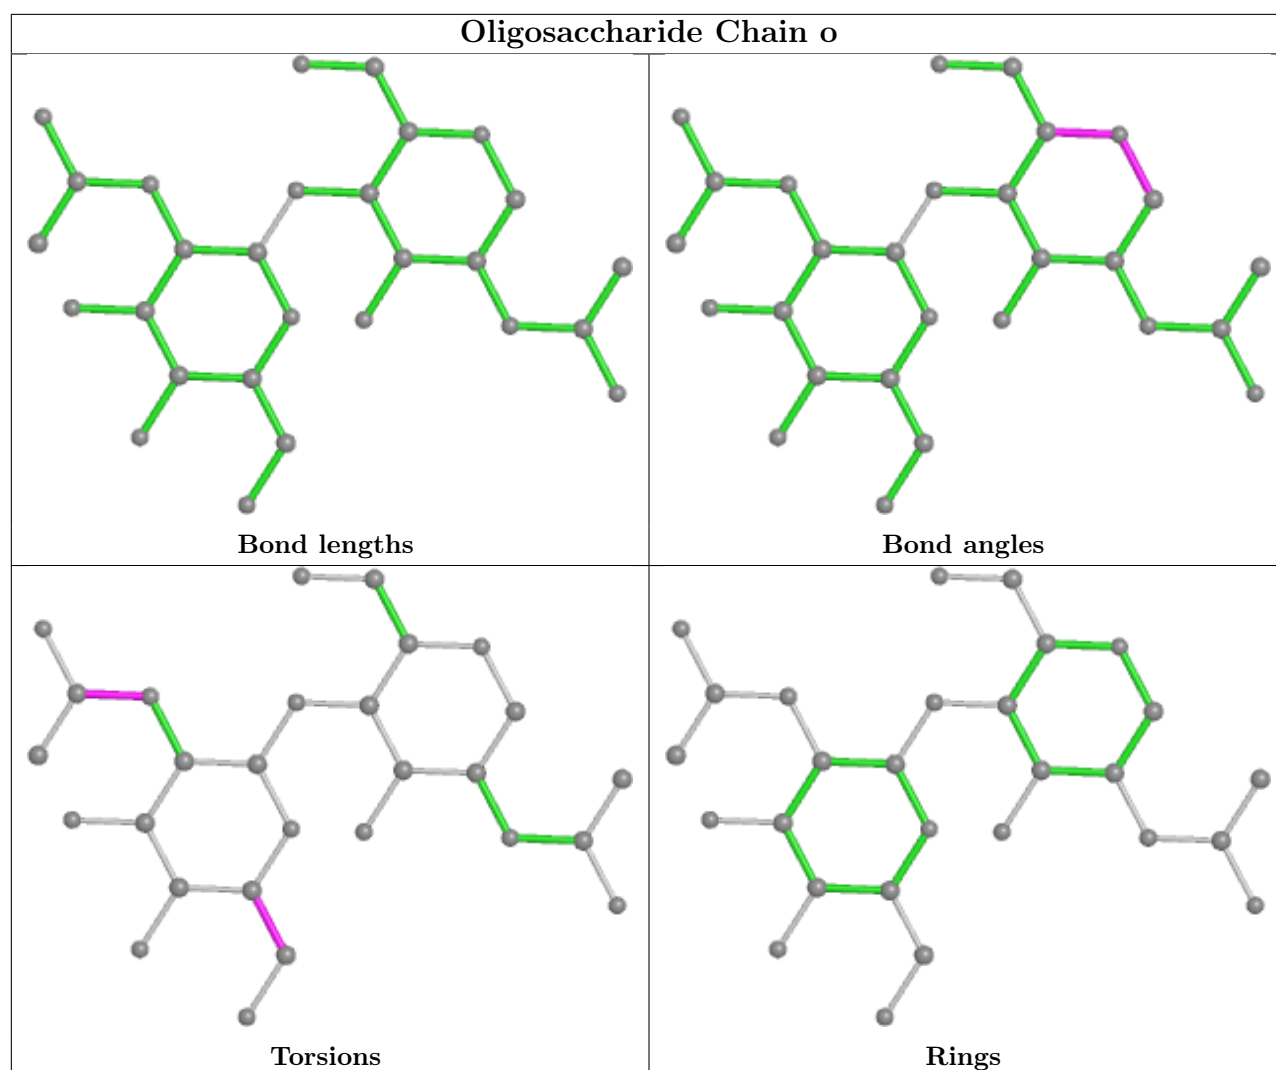 Oligosaccharide Chain o
Bond lengths
Bond angles
Torsions
Rings